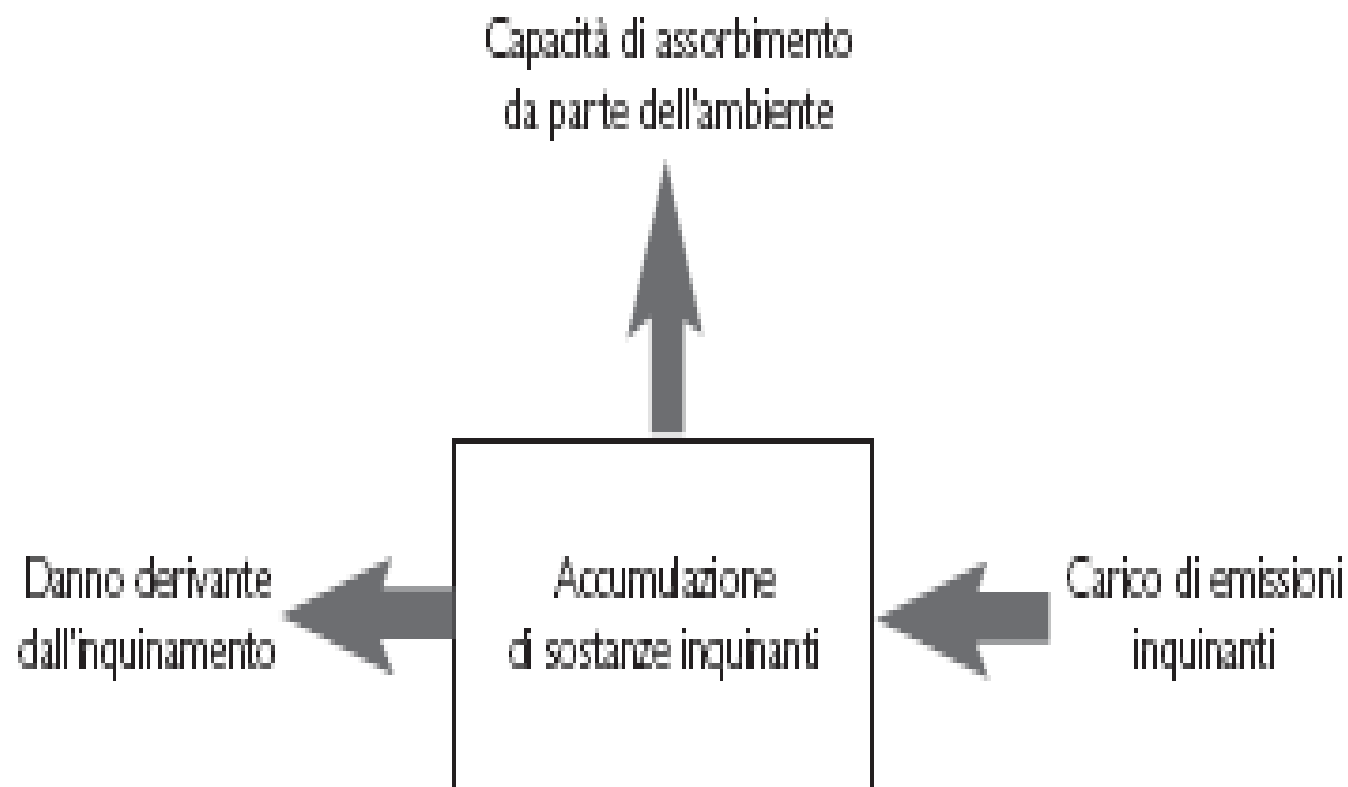 Capacità di assorbimento
da parte dell'ambiente
Danno derivante
dall'inquinamento
Accumulazione
di sostanze inquinanti
Carico di emissioni
inquinanti